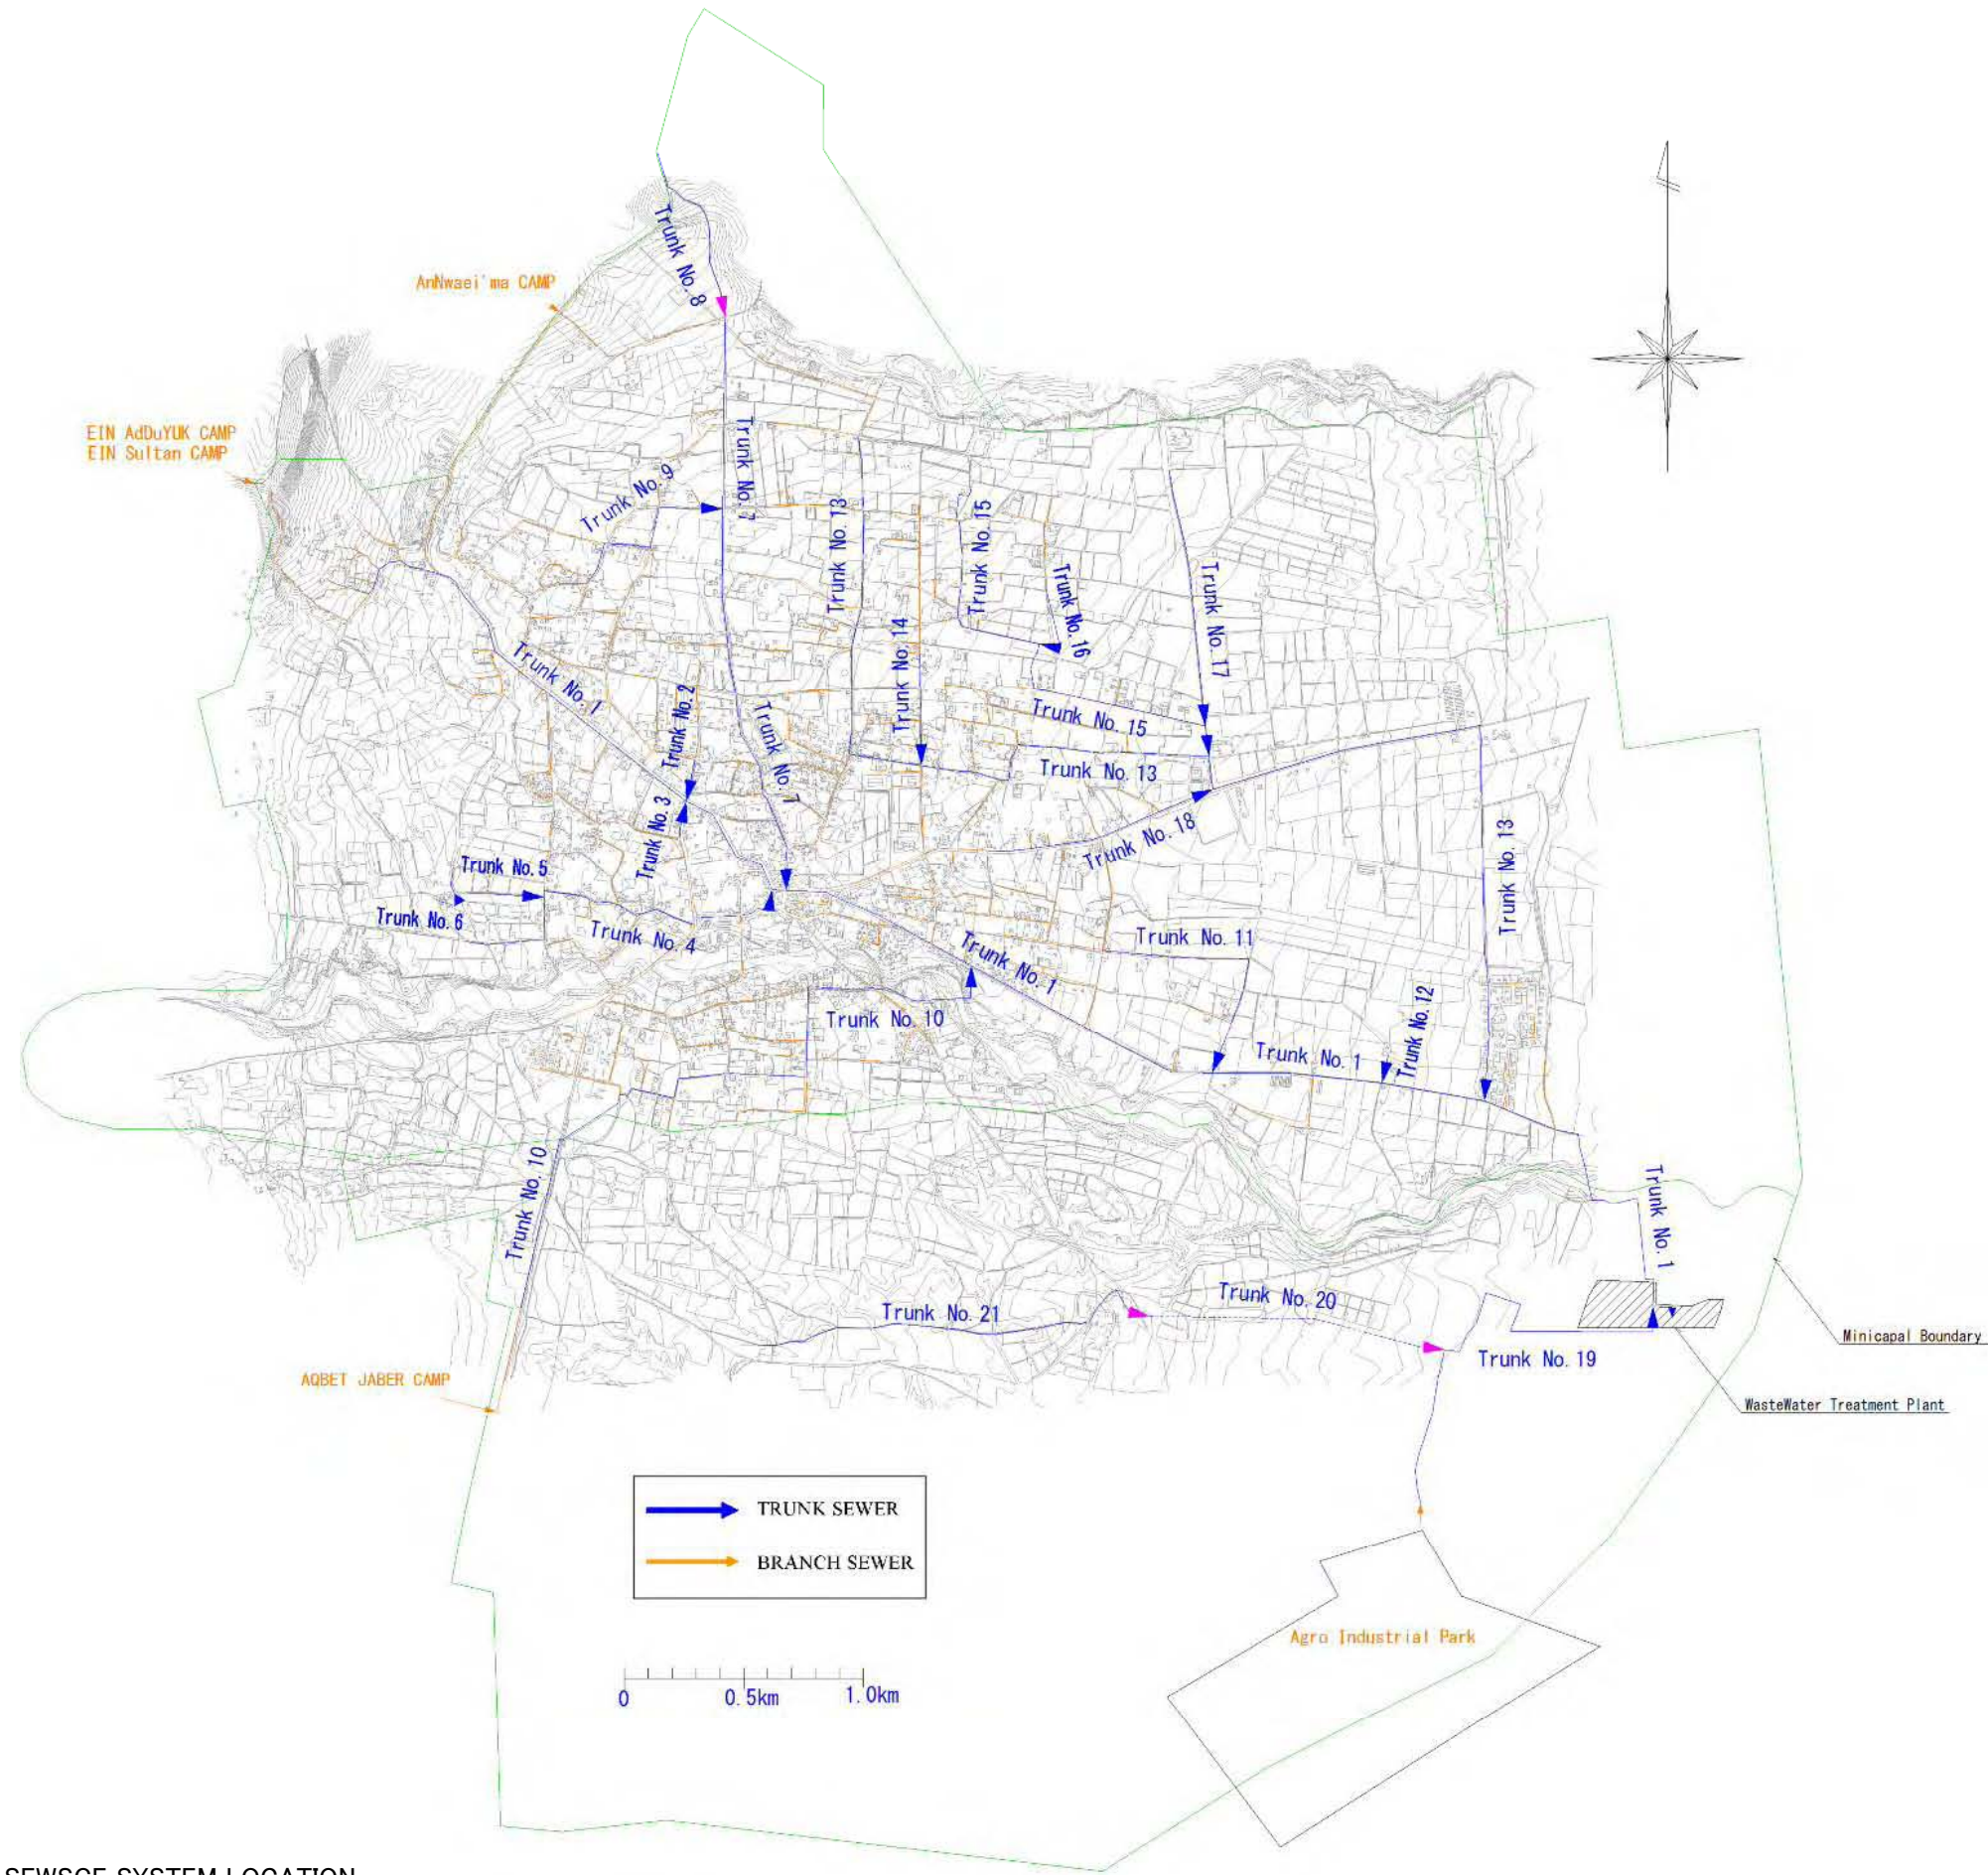 Trunk No. 8
AnNwaei'ma CAMP
EIN AdDuYUK CAMP
EIN Sultan CAMP
Trunk No. 9
Trunk No. 7
Trunk No. 13
Trunk No. 15
Trunk No. 16
Trunk No. 17
Trunk No. 14
Trunk No. 1
Trunk No. 2
Trunk No. 7
Trunk No. 15
Trunk No. 13
Trunk No. 3
Trunk No. 18
Trunk No. 13
Trunk No. 5
Trunk No. 6
Trunk No. 4
Trunk No. 1
Trunk No. 11
Trunk No. 10
Trunk No. 12
Trunk No. 1
Trunk No. 10
Trunk No. 1
Trunk No. 20
Trunk No. 21
Minicapal Boundary
Trunk No. 19
AQBET JABER CAMP
WasteWater Treatment Plant
TRUNK SEWER
BRANCH SEWER
Agro Industrial Park
0 0.5km 1.0km